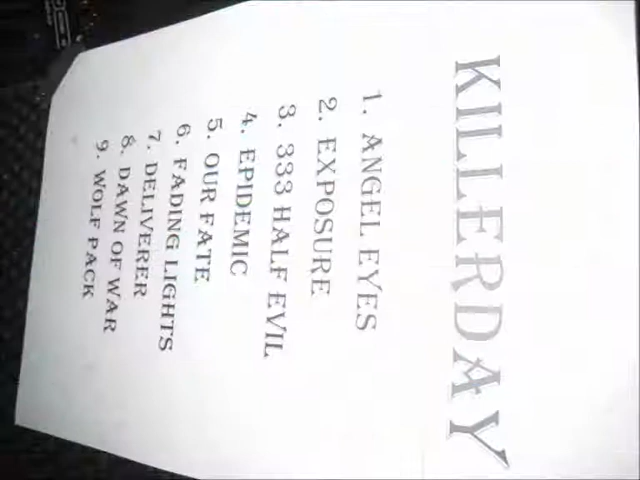 KILLERDAY
1. ANGEL EYES
2. EXPOSURE
3. 333 HALF EVIL
4. EPIDEMIC
5. OUR FATE
6. FADING LIGHTS
7. DELIVERER
8. DAWN OF WAR
9. WOLF PACK